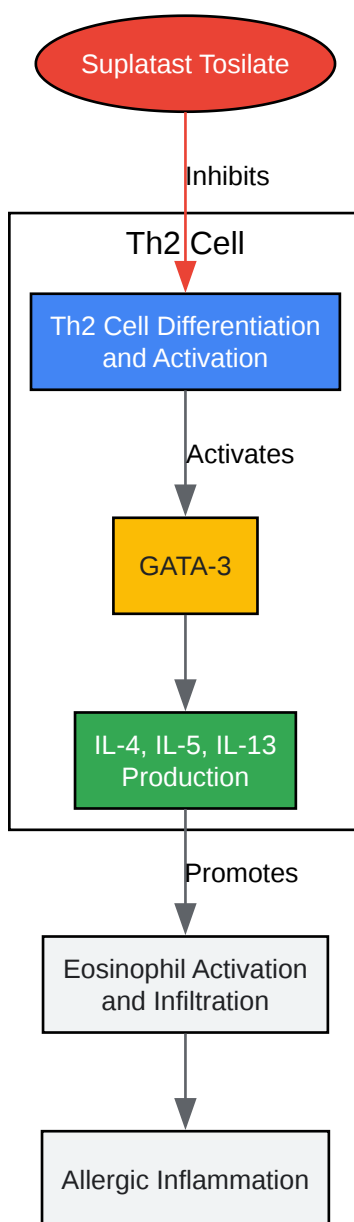 Suplatast Tosilate
Inhibits
Th2 Cell
Th2 Cell Differentiation
and Activation
Activates
GATA-3
IL-4, IL-5, IL-13
Production
Promotes
Eosinophil Activation
and Infiltration
Allergic Inflammation